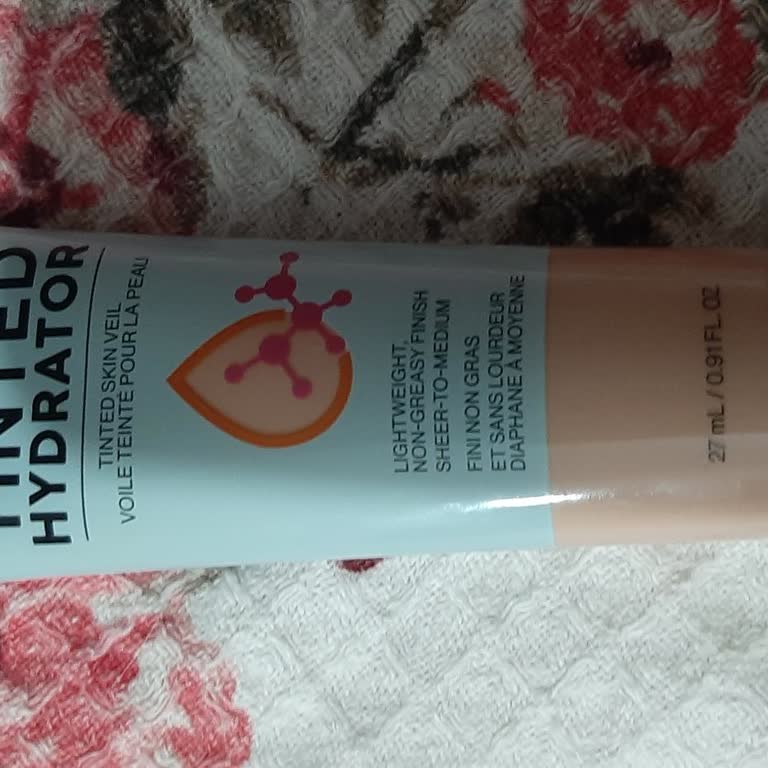 HYDRATOR
TINTED SKIN VEIL
VOILE TEINTÉ POUR LA PEAU
LIGHTWEIGHT,
NON-GREASY FINISH
SHEER-TO-MEDIUM
FINI NON GRAS
ET SANS LOURDEUR
DIAPHANE À MOYENNE
27 mL / 0.91 FL. OZ